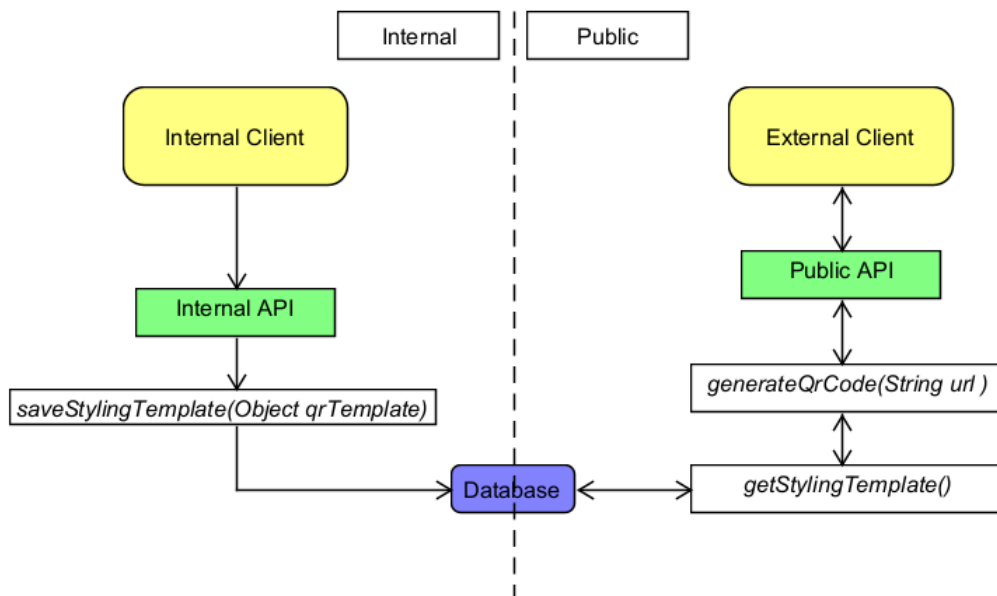 Internal
Public
Internal Client
External Client
Public API
Internal API
generateQrCode(String url )
saveStylingTemplate(Object qrTemplate)
Database
getStylingTemplate()